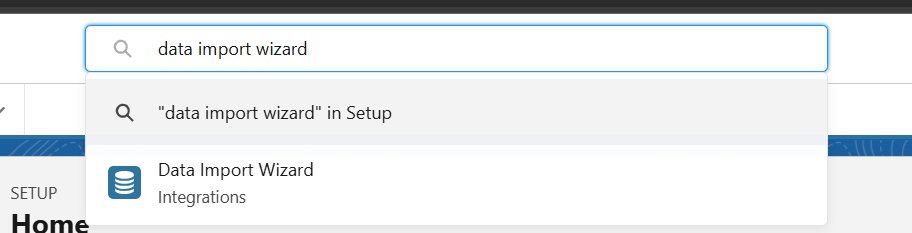 data import wizard
"data import wizard" in Setup
Data Import Wizard
Integrations
SETUP
Home